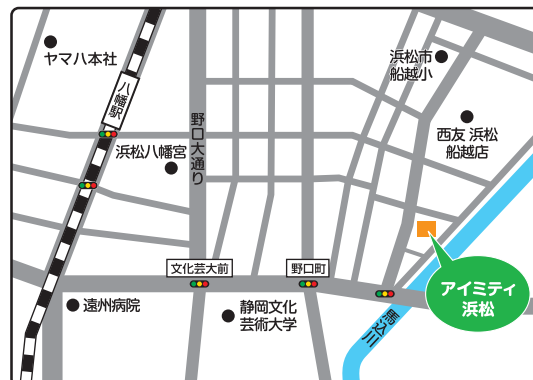 ヤマハ本社
八幡駅
浜松八幡宮
野口大通り
浜松市
船越小
西友 浜松
船越店
文化芸大前
野口町
アイミティ
浜松
遠州病院
静岡文化
芸術大学
馬込川